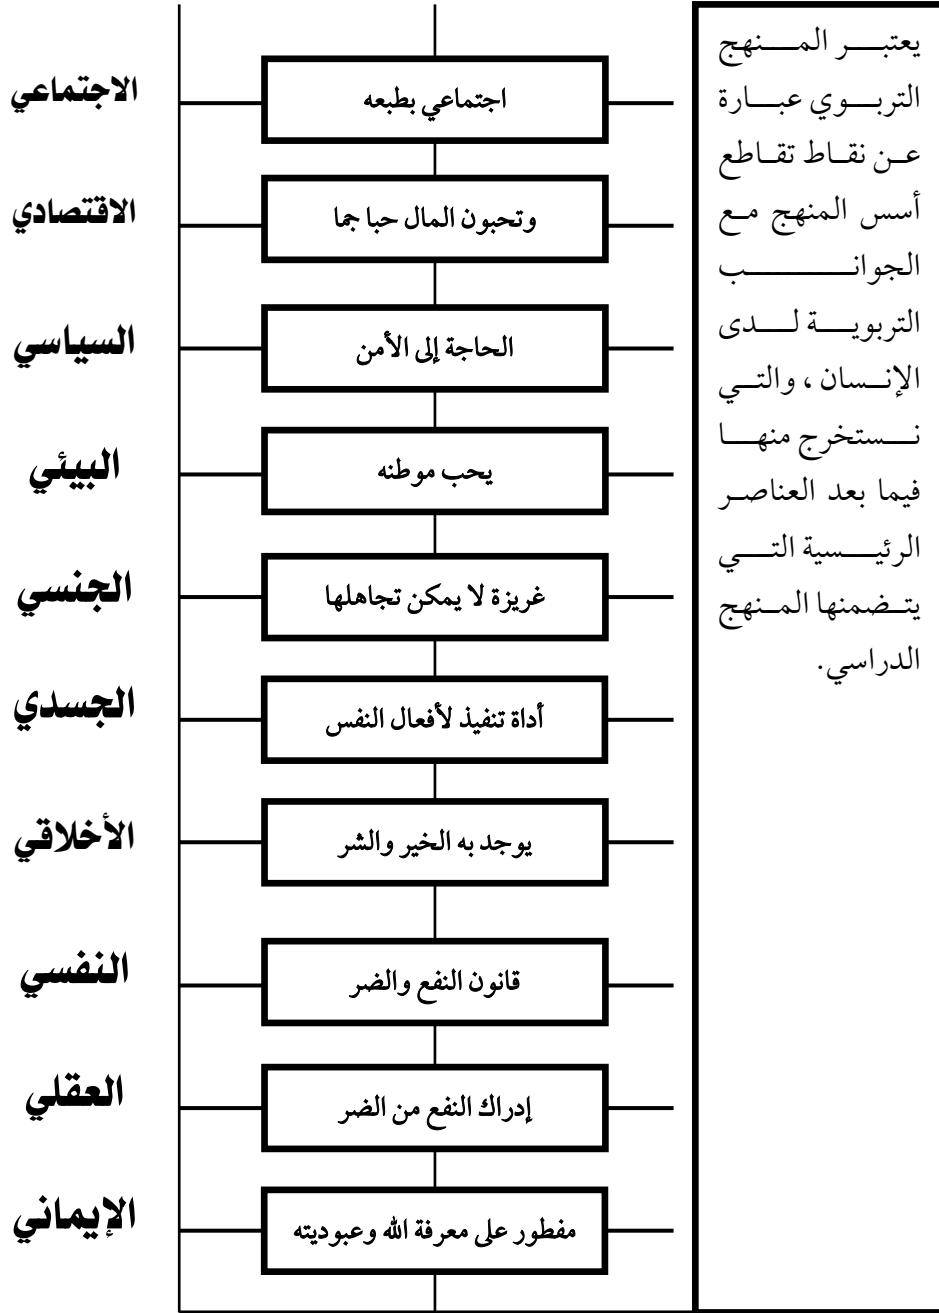 يعتبر المنهج
التربوي عبارة
عن نقاط تقاطع
أسس المنهج مع
الجوانب
التربوية لدى
الإنسان ، والتي
نستخرج منها
فيما بعد العناصر
الرئيسية التي
يتضمنها المنهج
الدراسي.
اجتماعي بطبعه
الاجتماعي
وتحبون المال حبا جما
الاقتصادي
الحاجة إلى الأمن
السياسي
يحب موطنه
البيئي
غريزة لا يمكن تجاهلها
الجنسي
أداة تنفيذ لأفعال النفس
الجسدي
يوجد به الخير والشر
الأخلاقي
قانون النفع والضر
النفسي
إدراك النفع من الضر
العقلي
مفطور على معرفة الله وعبوديته
الإيماني